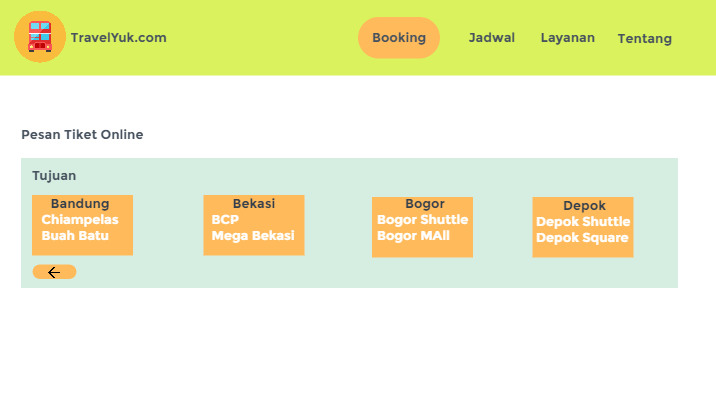 TravelYuk.com
Booking
Jadwal
Layanan
Tentang
Pesan Tiket Online
Tujuan
Bandung
Chiampelas
Buah Batu
Bekasi
BCP
Mega Bekasi
Bogor
Bogor Shuttle
Bogor MAll
Depok
Depok Shuttle
Depok Square